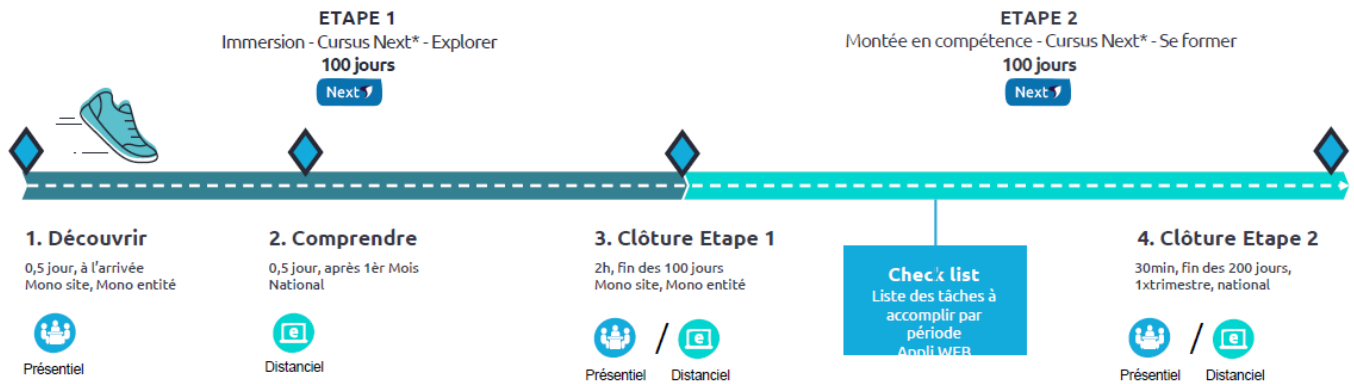 ETAPE 1
Immersion - Cursus Next* - Explorer
100 jours
Next
ETAPE 2
Montée en compétence - Cursus Next* - Se former
100 jours
Next
1. Découvrir
0,5 jour, à l'arrivée
Mono site, Mono entité
Présentiel
2. Comprendre
0,5 jour, après 1èr Mois
National
e
Distanciel
3. Clôture Etape 1
2h, fin des 100 jours
Mono site, Mono entité
/
e
Présentiel Distanciel
Check list
Liste des tâches à
accomplir par
période
Appli WEB
4. Clôture Etape 2
30min, fin des 200 jours,
1xtrimestre, national
/
e
Présentiel Distanciel